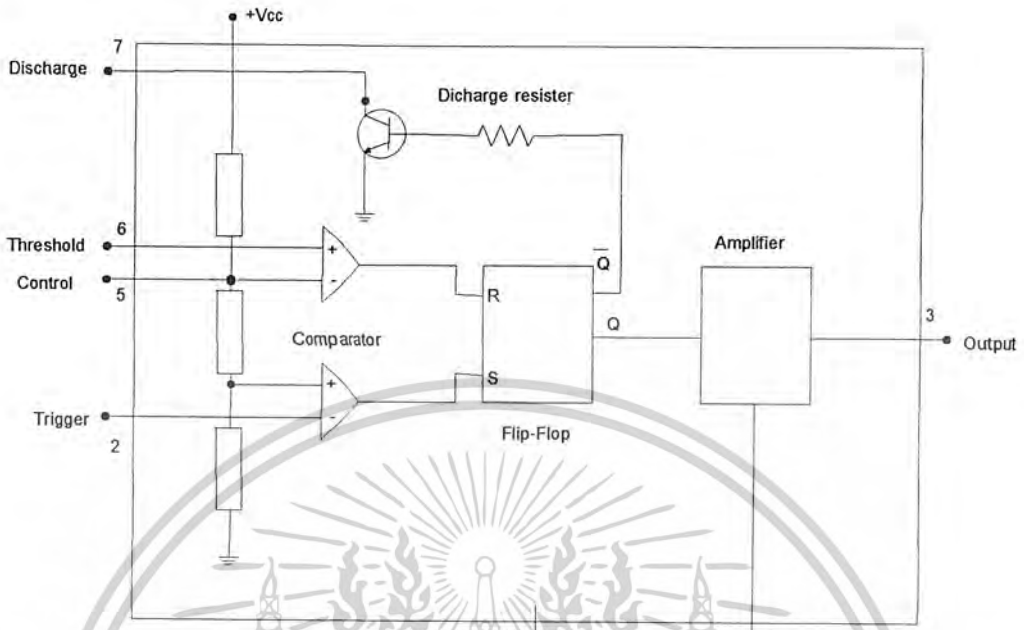 +Vcc
7
Discharge
Dicharge resister
6
Threshold
+
Q
Amplifier
Control
-
5
R
Q
3
Output
Comparator
+
S
Trigger
-
2
Flip-Flop